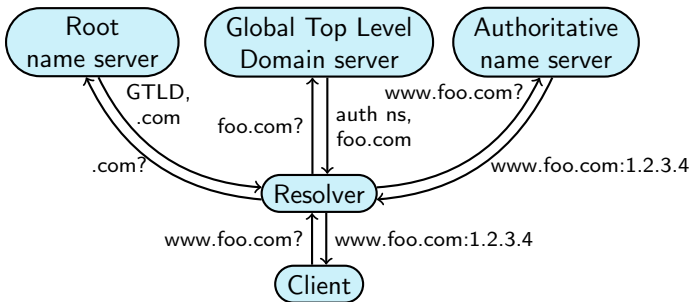 Root
name server
Global Top Level
Domain server
Authoritative
name server
GTLD,
.com
foo.com?
auth ns,
foo.com
www.foo.com?
.com?
www.foo.com:1.2.3.4
Resolver
www.foo.com?
www.foo.com:1.2.3.4
Client